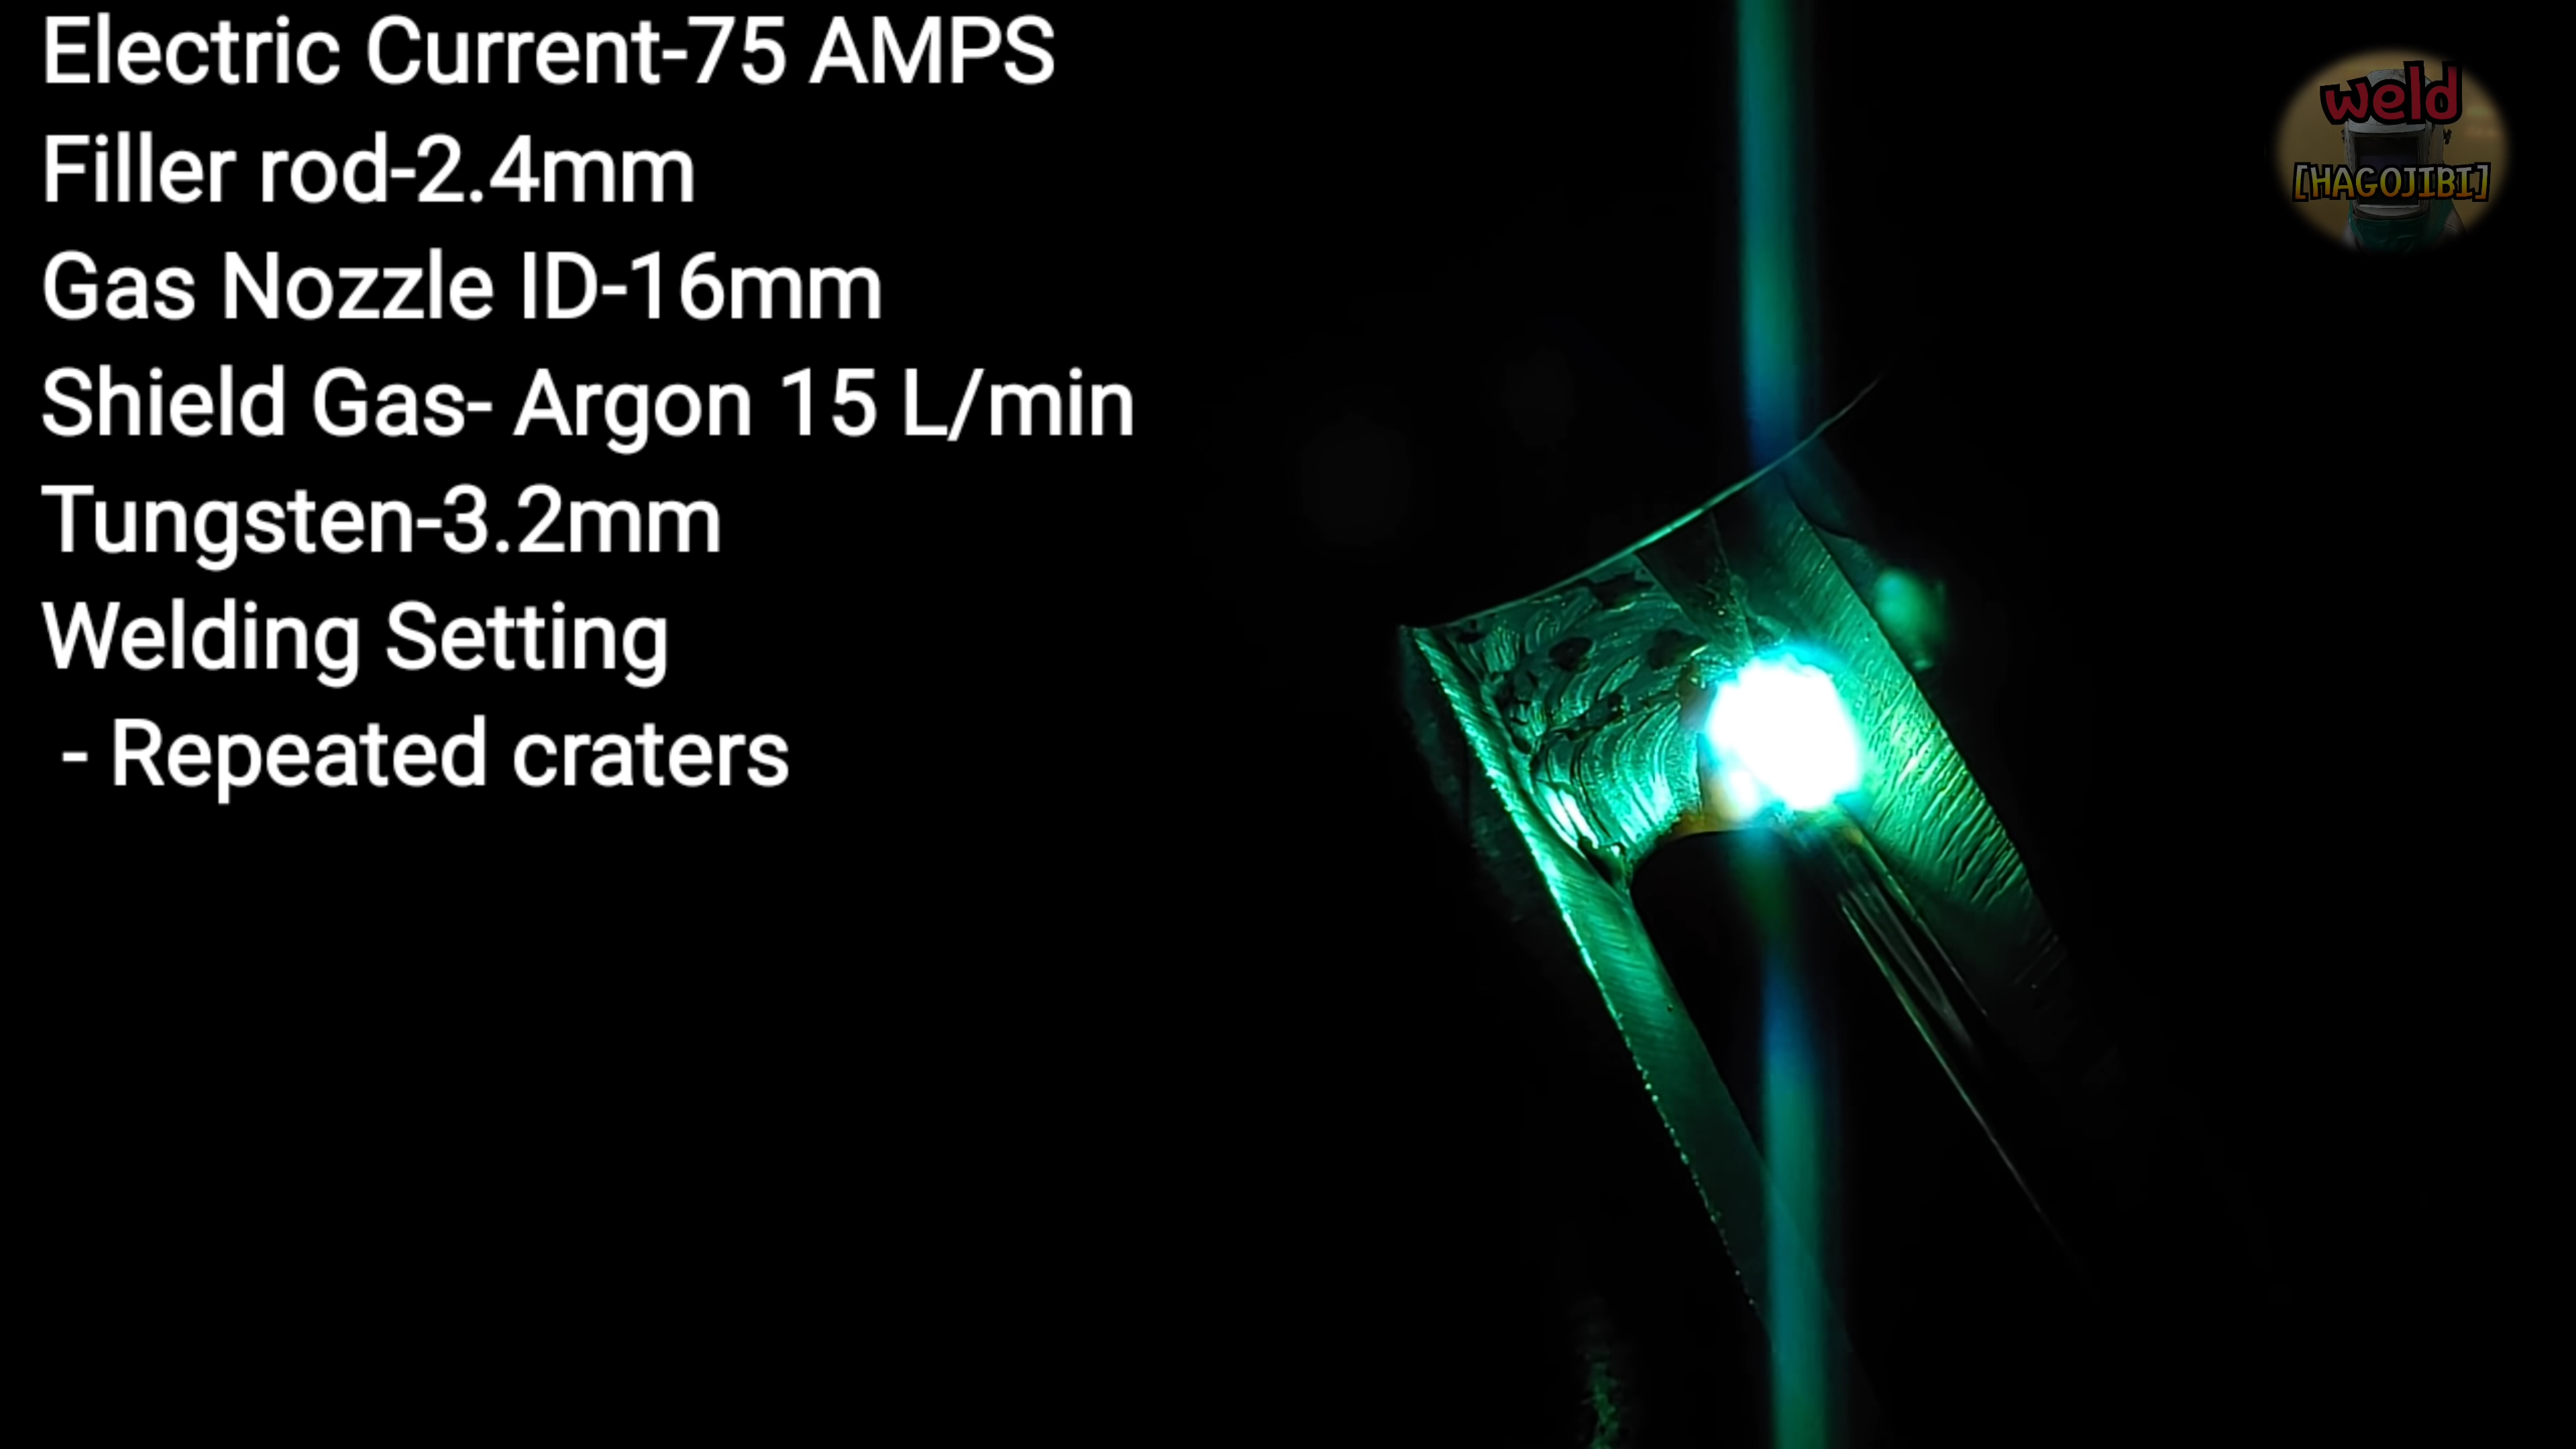 Electric Current-75 AMPS
Filler rod-2.4mm
Gas Nozzle ID-16mm
Shield Gas- Argon 15 L/min
Tungsten-3.2mm
Welding Setting
- Repeated craters
weld
[HAGOJIBI]